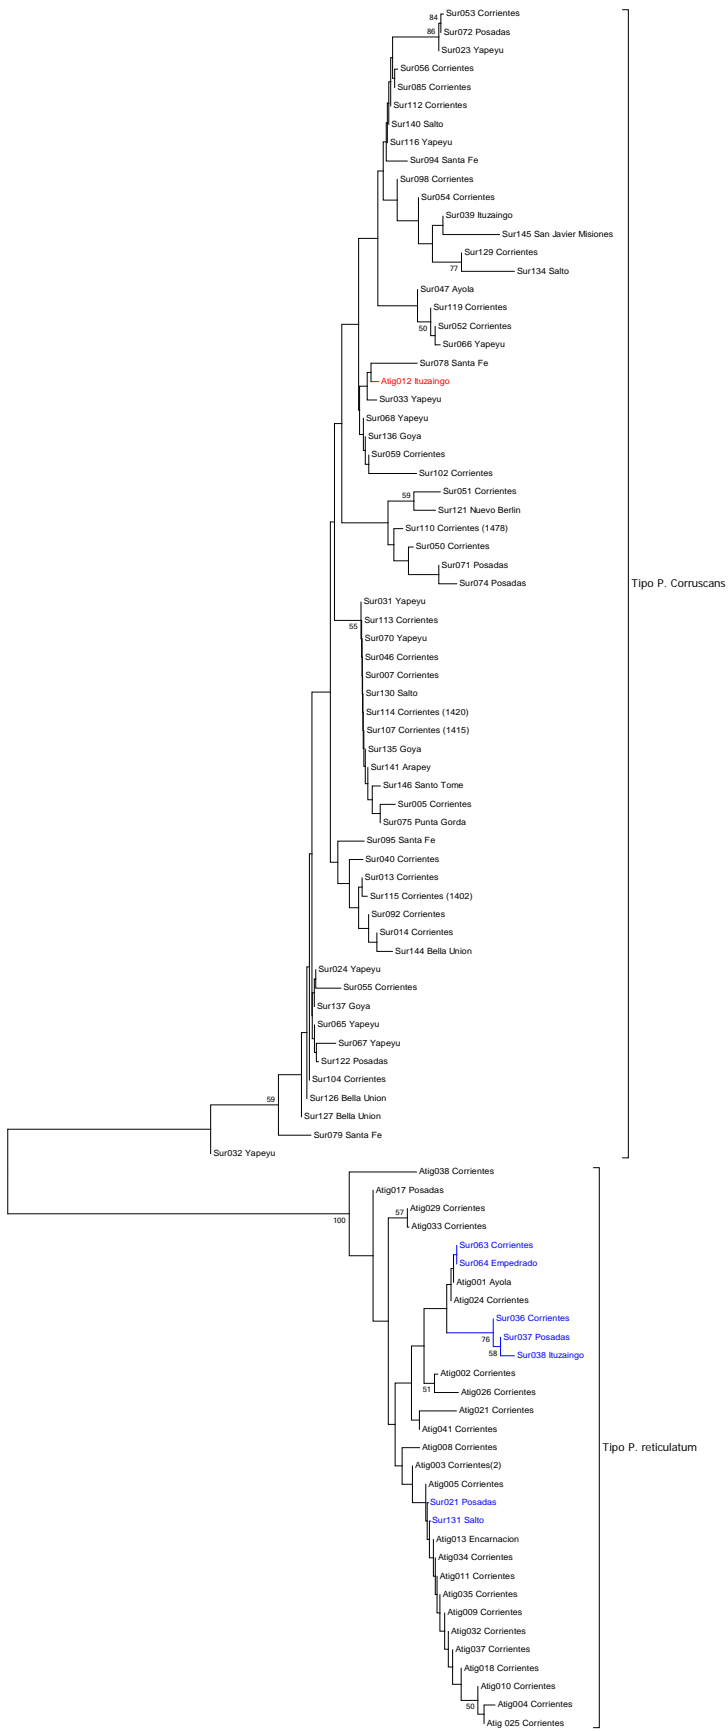 Sur053 Corrientes
84
86
Sur072 Posadas
Sur023 Yapeyu
Sur056 Corrientes
Sur085 Corrientes
Sur112 Corrientes
Sur140 Salto
Sur116 Yapeyu
Sur094 Santa Fe
Sur098 Corrientes
Sur054 Corrientes
Sur039 Ituzaingo
Sur145 San Javier Misiones
Sur129 Corrientes
77
Sur134 Salto
Sur047 Ayola
Sur119 Corrientes
50
Sur052 Corrientes
Sur066 Yapeyu
Sur078 Santa Fe
Atig012 Ituzaingo
Sur033 Yapeyu
Sur068 Yapeyu
Sur136 Goya
Sur059 Corrientes
Sur102 Corrientes
Sur051 Corrientes
59
Sur121 Nuevo Berlin
Sur110 Corrientes (1478)
Sur050 Corrientes
Sur071 Posadas
Sur074 Posadas
Tipo P. Corruscans
Sur031 Yapeyu
Sur113 Corrientes
55
Sur070 Yapeyu
Sur046 Corrientes
Sur007 Corrientes
Sur130 Salto
Sur114 Corrientes (1420)
Sur107 Corrientes (1415)
Sur135 Goya
Sur141 Arapey
Sur146 Santo Tome
Sur005 Corrientes
Sur075 Punta Gorda
Sur095 Santa Fe
Sur040 Corrientes
Sur013 Corrientes
Sur115 Corrientes (1402)
Sur092 Corrientes
Sur014 Corrientes
Sur144 Bella Union
Sur024 Yapeyu
Sur055 Corrientes
Sur137 Goya
Sur065 Yapeyu
Sur067 Yapeyu
Sur122 Posadas
Sur104 Corrientes
59
Sur126 Bella Union
Sur127 Bella Union
Sur079 Santa Fe
Sur032 Yapeyu
Atig038 Corrientes
100
Atig017 Posadas
Atig029 Corrientes
57
Atig033 Corrientes
Sur063 Corrientes
Sur064 Empedrado
Atig001 Ayola
Atig024 Corrientes
Sur036 Corrientes
76
Sur037 Posadas
58
Sur038 Ituzaingo
Atig002 Corrientes
51
Atig026 Corrientes
Atig021 Corrientes
Atig041 Corrientes
Atig008 Corrientes
Tipo P. reticulatum
Atig003 Corrientes(2)
Atig005 Corrientes
Sur021 Posadas
Sur131 Salto
Atig013 Encarnacion
Atig034 Corrientes
Atig011 Corrientes
Atig035 Corrientes
Atig009 Corrientes
Atig032 Corrientes
Atig037 Corrientes
Atig018 Corrientes
Atig010 Corrientes
50
Atig004 Corrientes
Atig 025 Corrientes